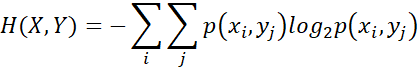 H(X,Y) = −∑_i ∑_j p(x_i, y_j)log_2 p(x_i, y_j)